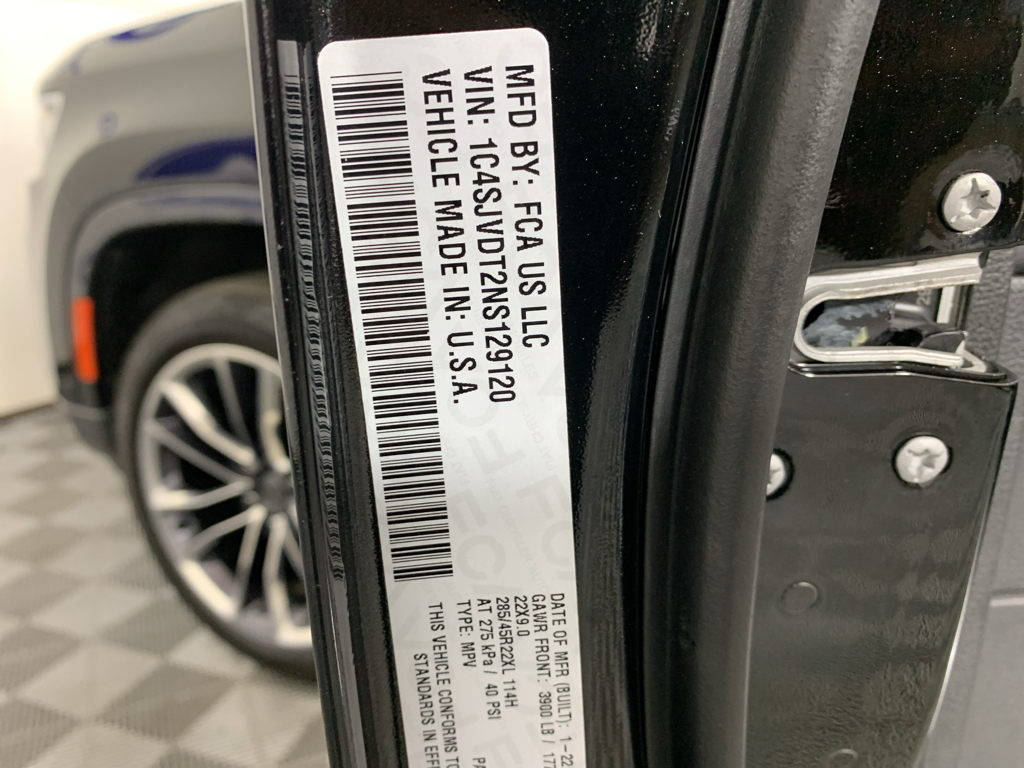 MFD BY: FCA US LLC
VIN: 1C4SJVDT2NS129120
VEHICLE MADE IN: U.S.A.
DATE OF MFR (BUILT): 1-22
GAWR FRONT: 3900 LB / 177
22X9.0
285/45R22XL 114H
AT 275 kPa / 40 PSI
TYPE: MPV PA
THIS VEHICLE CONFORMS TO
STANDARDS IN EFF